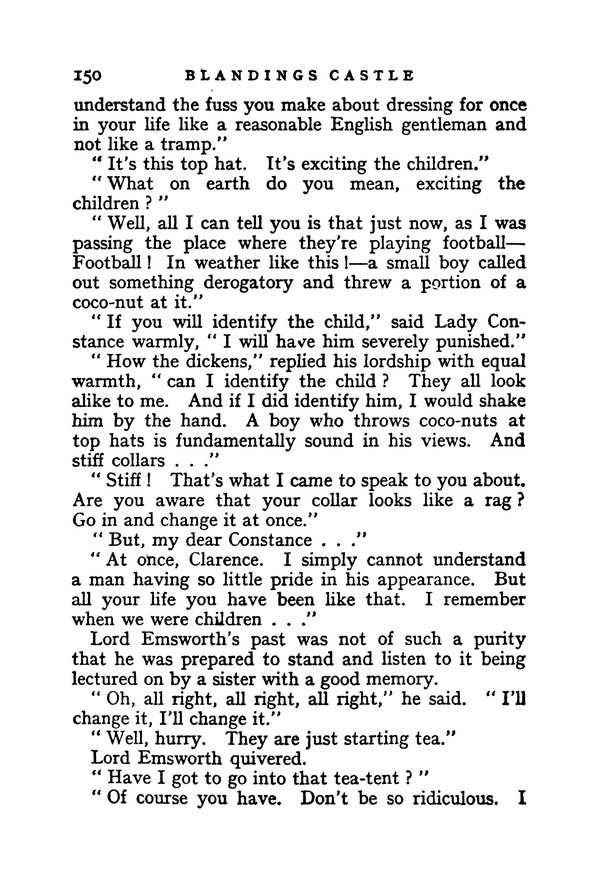 150 BLANDINGS CASTLE
understand the fuss you make about dressing for once
in your life like a reasonable English gentleman and
not like a tramp."
" It's this top hat. It's exciting the children."
" What on earth do you mean, exciting the
children ? "
" Well, all I can tell you is that just now, as I was
passing the place where they're playing football—
Football ! In weather like this !—a small boy called
out something derogatory and threw a portion of a
coco-nut at it."
" If you will identify the child," said Lady Con-
stance warmly, " I will have him severely punished."
" How the dickens," replied his lordship with equal
warmth, " can I identify the child ? They all look
alike to me. And if I did identify him, I would shake
him by the hand. A boy who throws coco-nuts at
top hats is fundamentally sound in his views. And
stiff collars . . ."
" Stiff ! That's what I came to speak to you about.
Are you aware that your collar looks like a rag ?
Go in and change it at once."
" But, my dear Constance . . ."
" At once, Clarence. I simply cannot understand
a man having so little pride in his appearance. But
all your life you have been like that. I remember
when we were children . . ."
Lord Emsworth's past was not of such a purity
that he was prepared to stand and listen to it being
lectured on by a sister with a good memory.
" Oh, all right, all right, all right," he said. " I'll
change it, I'll change it."
" Well, hurry. They are just starting tea."
Lord Emsworth quivered.
" Have I got to go into that tea-tent ? "
" Of course you have. Don't be so ridiculous. I